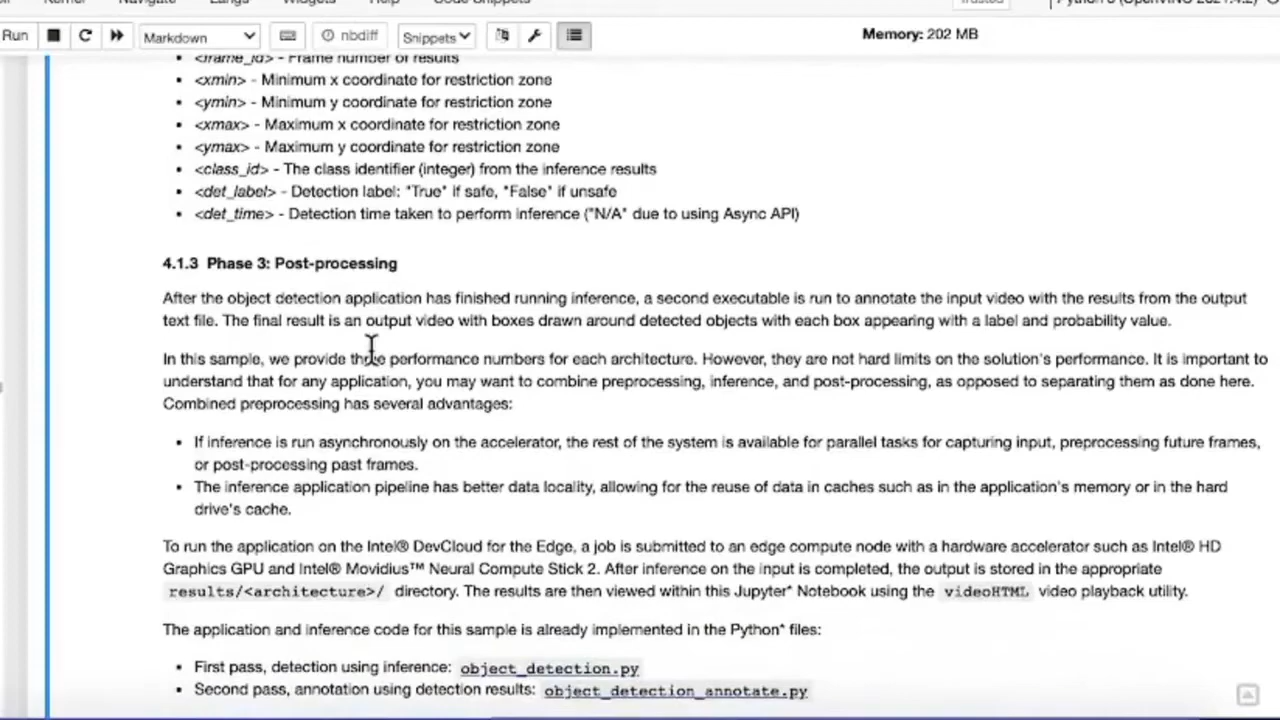 Run Markdown nbdiff Snippets Memory: 202 MB
• <frame_id> - Frame number of results
• <xmin> - Minimum x coordinate for restriction zone
• <ymin> - Minimum y coordinate for restriction zone
• <xmax> - Maximum x coordinate for restriction zone
• <ymax> - Maximum y coordinate for restriction zone
• <class_id> - The class identifier (integer) from the inference results
• <det_label> - Detection label: "True" if safe, "False" if unsafe
• <det_time> - Detection time taken to perform inference ("N/A" due to using Async API)
4.1.3 Phase 3: Post-processing
After the object detection application has finished running inference, a second executable is run to annotate the input video with the results from the output
text file. The final result is an output video with boxes drawn around detected objects with each box appearing with a label and probability value.
In this sample, we provide these performance numbers for each architecture. However, they are not hard limits on the solution's performance. It is important to
understand that for any application, you may want to combine preprocessing, inference, and post-processing, as opposed to separating them as done here.
Combined preprocessing has several advantages:
• If inference is run asynchronously on the accelerator, the rest of the system is available for parallel tasks for capturing input, preprocessing future frames,
or post-processing past frames.
• The inference application pipeline has better data locality, allowing for the reuse of data in caches such as in the application's memory or in the hard
drive's cache.
To run the application on the Intel® DevCloud for the Edge, a job is submitted to an edge compute node with a hardware accelerator such as Intel® HD
Graphics GPU and Intel® Movidius™ Neural Compute Stick 2. After inference on the input is completed, the output is stored in the appropriate
results/<architecture>/ directory. The results are then viewed within this Jupyter* Notebook using the videoHTML video playback utility.
The application and inference code for this sample is already implemented in the Python* files:
• First pass, detection using inference: object_detection.py
• Second pass, annotation using detection results: object_detection_annotate.py